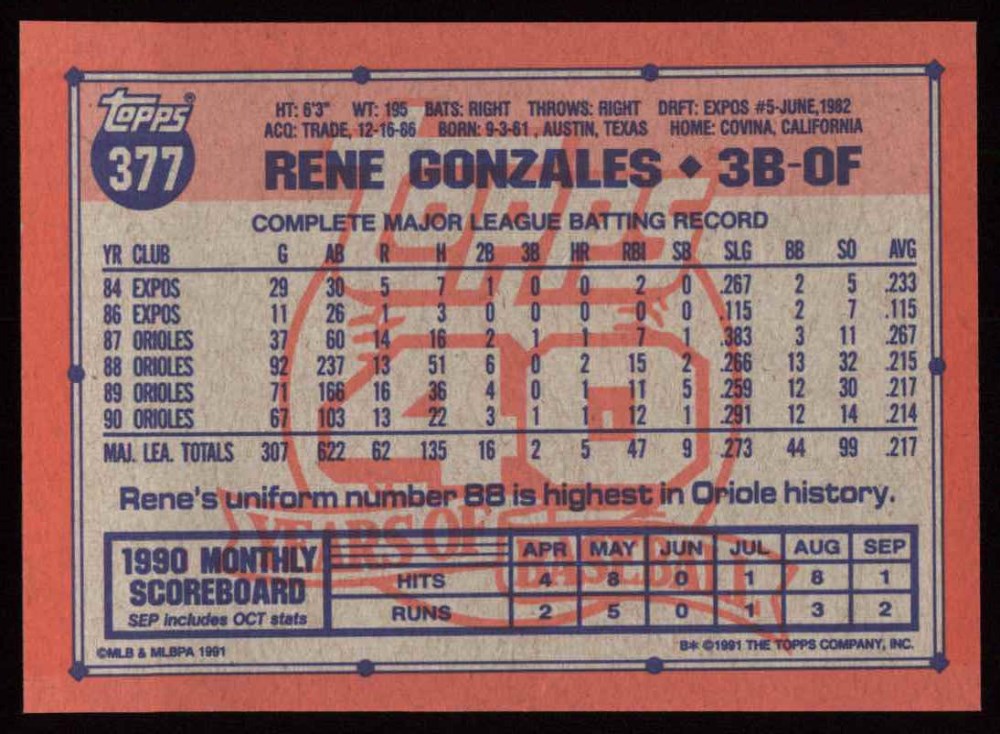 TOPPS®
377
HT: 6'3" WT: 195 BATS: RIGHT THROWS: RIGHT DRFT: EXPOS #5-JUNE,1982
ACQ: TRADE, 12-16-86 BORN: 9-3-61, AUSTIN, TEXAS HOME: COVINA, CALIFORNIA
RENE GONZALES ♦ 3B-OF
COMPLETE MAJOR LEAGUE BATTING RECORD
YR CLUB G AB R H 2B 3B HR RBI SB SLG BB SO AVG
84 EXPOS 29 30 5 7 1 0 0 2 0 .267 2 5 .233
86 EXPOS 11 26 1 3 0 0 0 0 0 .115 2 7 .115
87 ORIOLES 37 60 14 16 2 1 1 7 1 .383 3 11 .267
88 ORIOLES 92 237 13 51 6 0 2 15 2 .266 13 32 .215
89 ORIOLES 71 166 16 36 4 0 1 11 5 .259 12 30 .217
90 ORIOLES 67 103 13 22 3 1 1 12 1 .291 12 14 .214
MAJ. LEA. TOTALS 307 622 62 135 16 2 5 47 9 .273 44 99 .217
Rene's uniform number 88 is highest in Oriole history.
TOPPS
40
YEARS OF BASEBALL
1990 MONTHLY SCOREBOARD
SEP includes OCT stats
APR MAY JUN JUL AUG SEP
HITS 4 8 0 1 8 1
RUNS 2 5 0 1 3 2
©MLB & MLBPA 1991
B* ©1991 THE TOPPS COMPANY, INC.